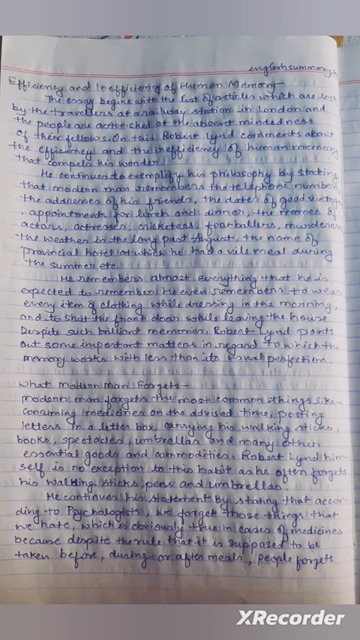 englishsummary
Efficiency and Inefficiency of Human Memory-
The essay begins with the list of articles which are lost
by the travellers at a railway station in London and
the people are astonished at the absent mindedness
of their fellows. On this, Robert Lynd comments about
the efficiency and the inefficiency of human memory
that compels his wonder.
He continues to exemplify his philosophy by stating
that modern man remembers the telephone numbers,
the addresses of his friends, the dates of good vintages
, appointments for lunch and dinner, the names of
actors, actresses, cricketers, footballers, murderers,
the weather in the long past August, the name of
provincial hotel at which he had a vile meal during
the summer etc.
He remembers almost everything that he is
expected to remember. He even remembers to wear
every item of clothing while dressing in the morning,
and to shut the front door while leaving the house.
Despite such brilliant memories, Robert Lynd points
out some important matters in regard to which the
memory works with less than its usual perfection.
What Modern Man Forgets-
Modern man forgets the most common things like
consuming medicines on the advised time, posting
letters in a letter box, carrying his walking sticks,
books, spectacles, umbrellas and many other
essential goods and commodities. Robert Lynd him-
self is no exception to this habit as he often forgets
his walking sticks, pens and umbrellas.
He continues his statement by stating that accor-
ding to Psychologists, we forget those things that
we hate, which is obviously true in cases of medicines
because despite the rule that it is supposed to be
taken before, during or after meals, people forgets
XRecorder